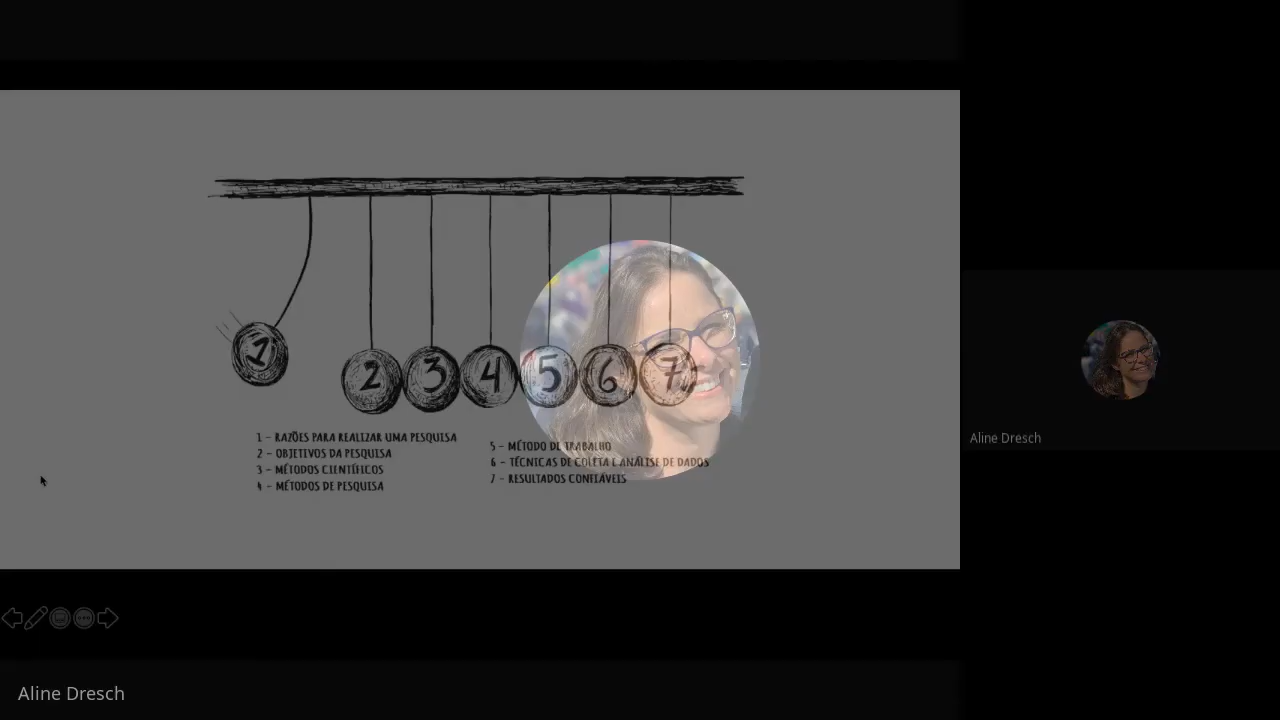 1
2
3
4
5
6
7
1 - RAZÕES PARA REALIZAR UMA PESQUISA
2 - OBJETIVOS DA PESQUISA
3 - MÉTODOS CIENTÍFICOS
4 - MÉTODOS DE PESQUISA
5 - MÉTODO DE TRABALHO
6 - TÉCNICAS DE COLETA E ANÁLISE DE DADOS
7 - RESULTADOS CONFIÁVEIS
Aline Dresch
Aline Dresch